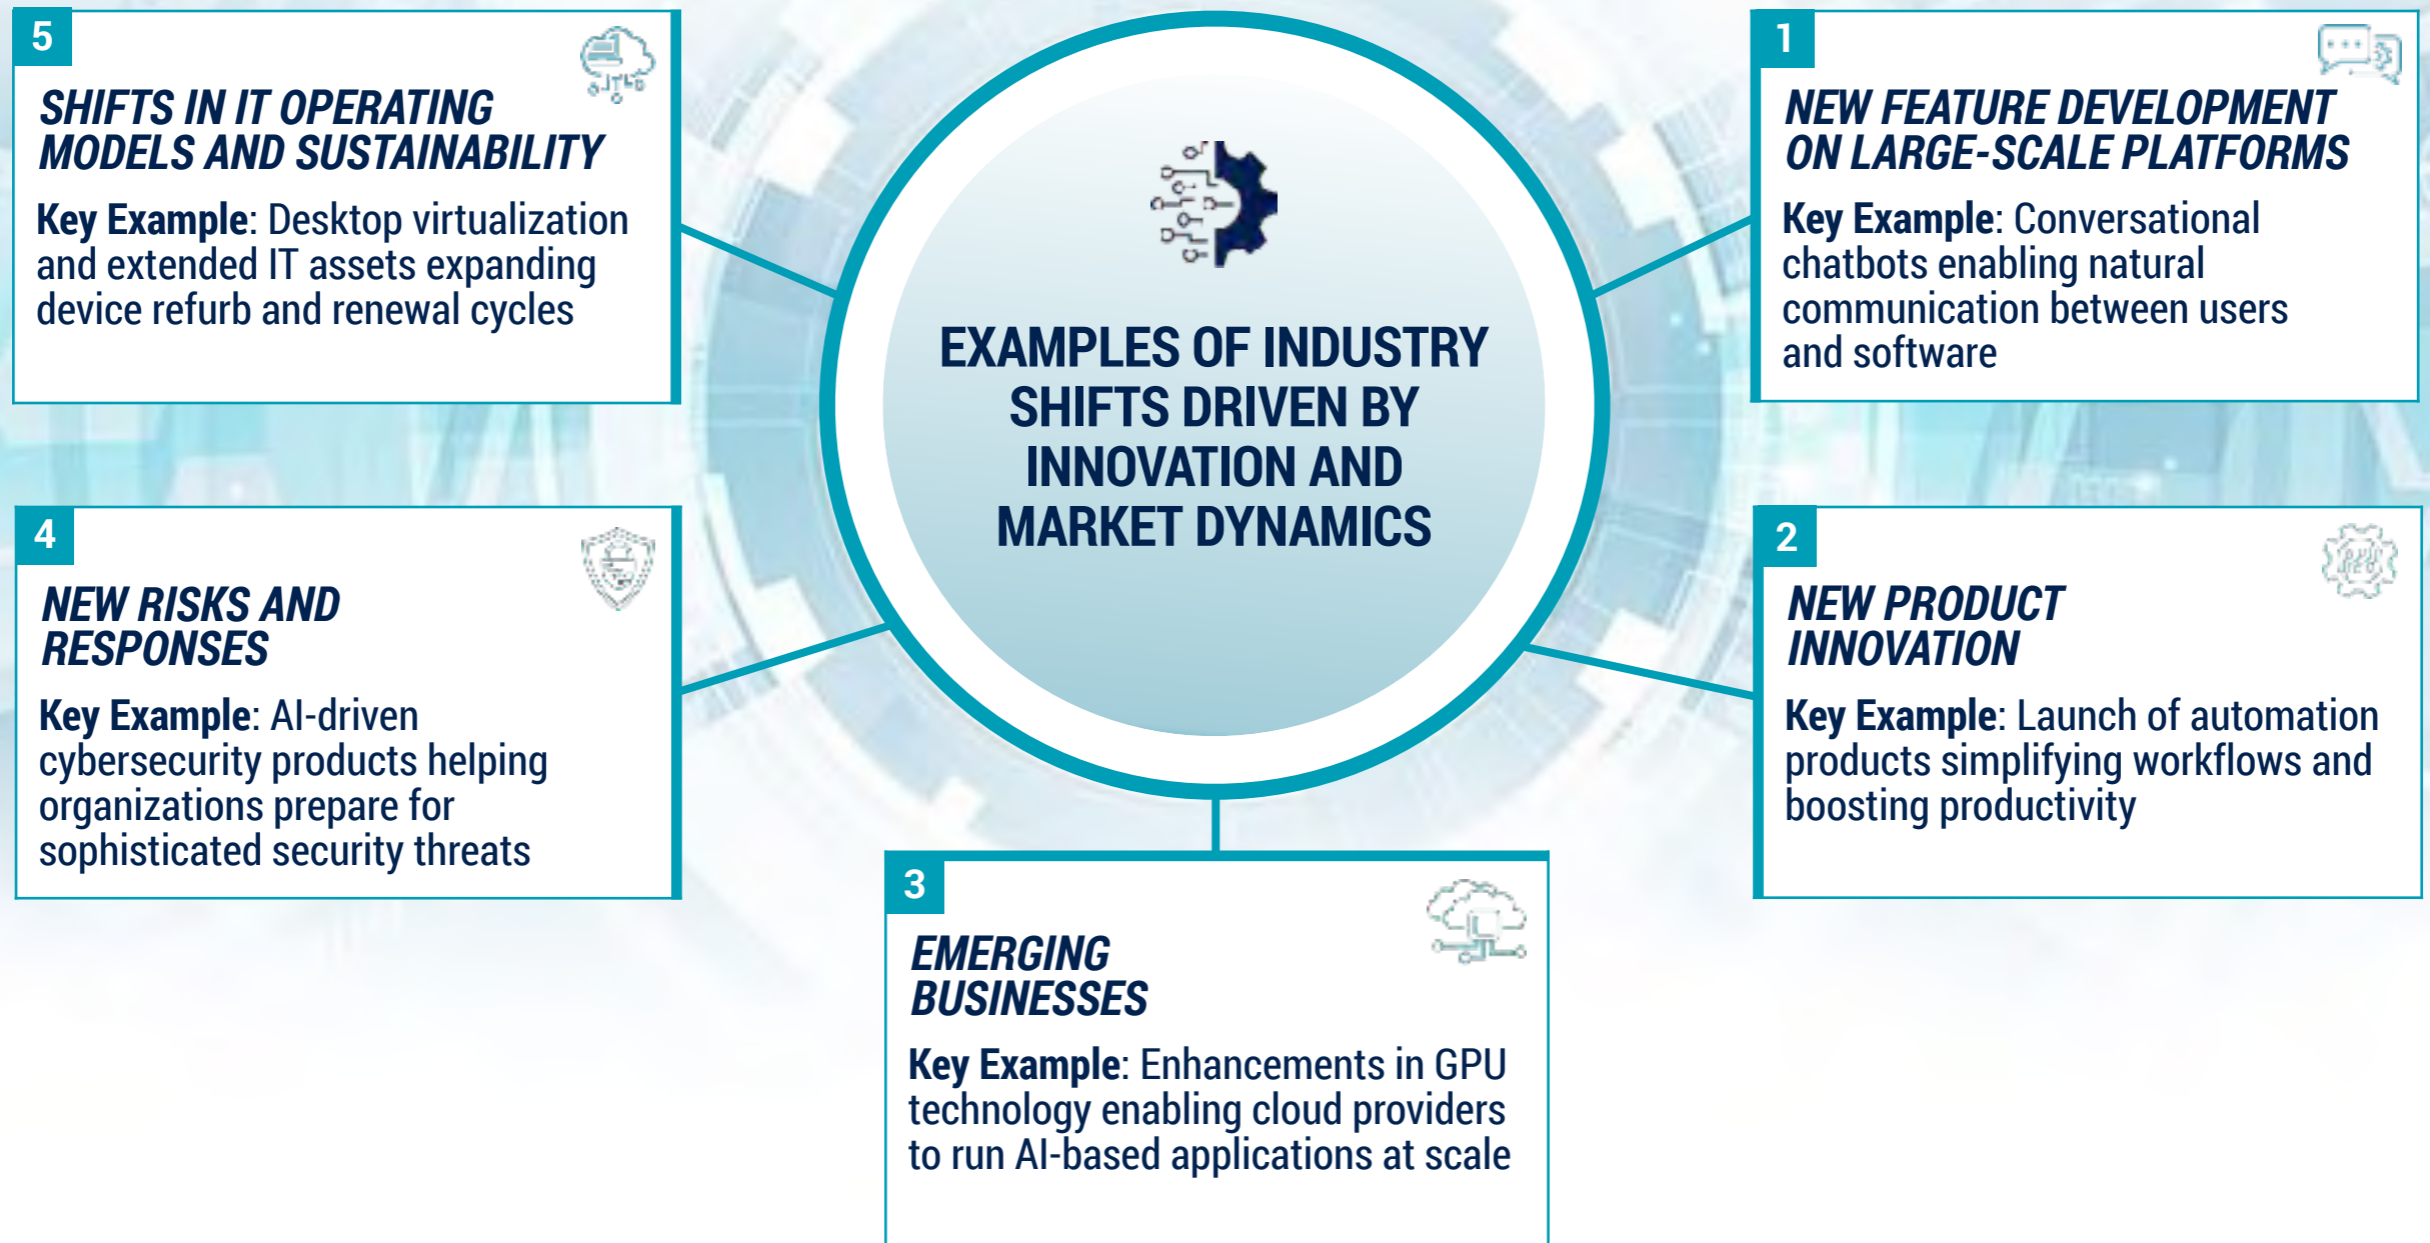 EXAMPLES OF INDUSTRY
SHIFTS DRIVEN BY
INNOVATION AND
MARKET DYNAMICS
1
NEW FEATURE DEVELOPMENT
ON LARGE-SCALE PLATFORMS
Key Example: Conversational
chatbots enabling natural
communication between users
and software
2
NEW PRODUCT
INNOVATION
Key Example: Launch of automation
products simplifying workflows and
boosting productivity
3
EMERGING
BUSINESSES
Key Example: Enhancements in GPU
technology enabling cloud providers
to run AI-based applications at scale
4
NEW RISKS AND
RESPONSES
Key Example: AI-driven
cybersecurity products helping
organizations prepare for
sophisticated security threats
5
SHIFTS IN IT OPERATING
MODELS AND SUSTAINABILITY
Key Example: Desktop virtualization
and extended IT assets expanding
device refurb and renewal cycles